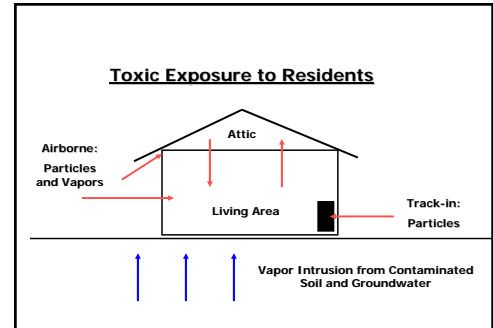 Toxic Exposure to Residents
Attic
Airborne:
Particles
and Vapors
Living Area
Track-in:
Particles
Vapor Intrusion from Contaminated
Soil and Groundwater